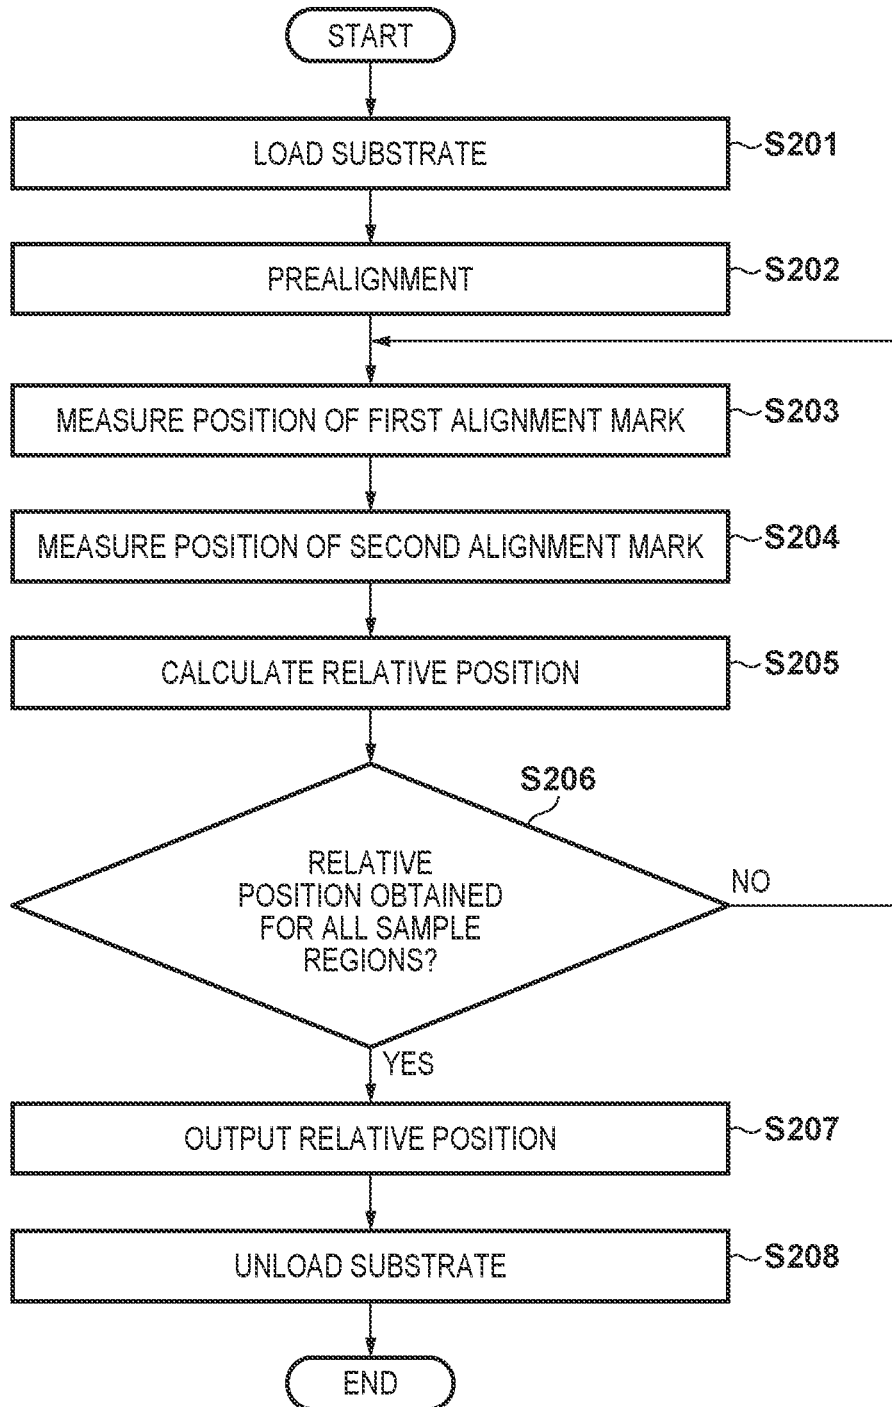 START
LOAD SUBSTRATE
S201
PREALIGNMENT
S202
MEASURE POSITION OF FIRST ALIGNMENT MARK
S203
MEASURE POSITION OF SECOND ALIGNMENT MARK
S204
CALCULATE RELATIVE POSITION
S205
S206
RELATIVE
POSITION OBTAINED
FOR ALL SAMPLE
REGIONS?
NO
YES
OUTPUT RELATIVE POSITION
S207
UNLOAD SUBSTRATE
S208
END